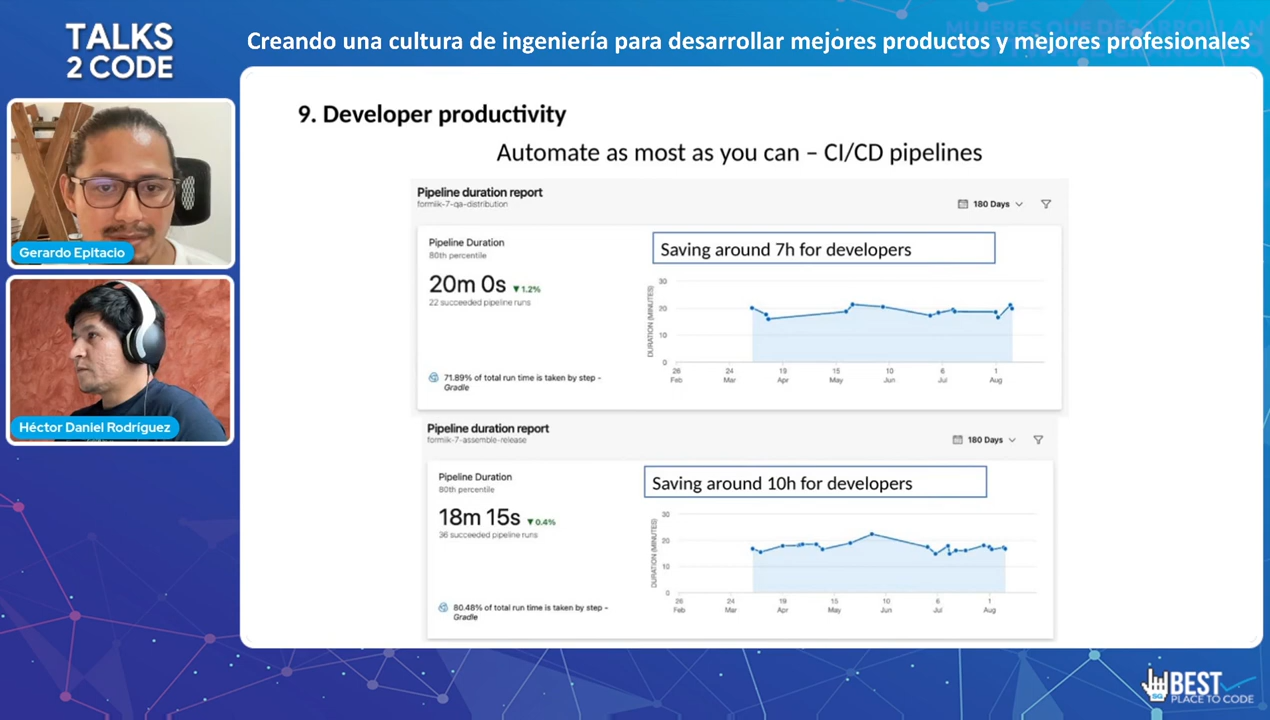 TALKS
2 CODE
Creando una cultura de ingeniería para desarrollar mejores productos y mejores profesionales
Gerardo Epitacio
Héctor Daniel Rodríguez
9. Developer productivity
Automate as most as you can – CI/CD pipelines
Pipeline duration report
formiik-7-qa-distribution
180 Days
Pipeline Duration
80th percentile
20m 0s ▼1.2%
22 succeeded pipeline runs
71.89% of total run time is taken by step -
Gradle
Saving around 7h for developers
DURATION (MINUTES)
30
20
10
0
26 Feb
24 Mar
19 Apr
15 May
10 Jun
6 Jul
1 Aug
Pipeline duration report
formiik-7-assemble-release
180 Days
Pipeline Duration
80th percentile
18m 15s ▼0.4%
36 succeeded pipeline runs
80.48% of total run time is taken by step -
Gradle
Saving around 10h for developers
DURATION (MINUTES)
30
20
10
0
26 Feb
24 Mar
19 Apr
15 May
10 Jun
6 Jul
1 Aug
SG BEST
PLACE TO CODE